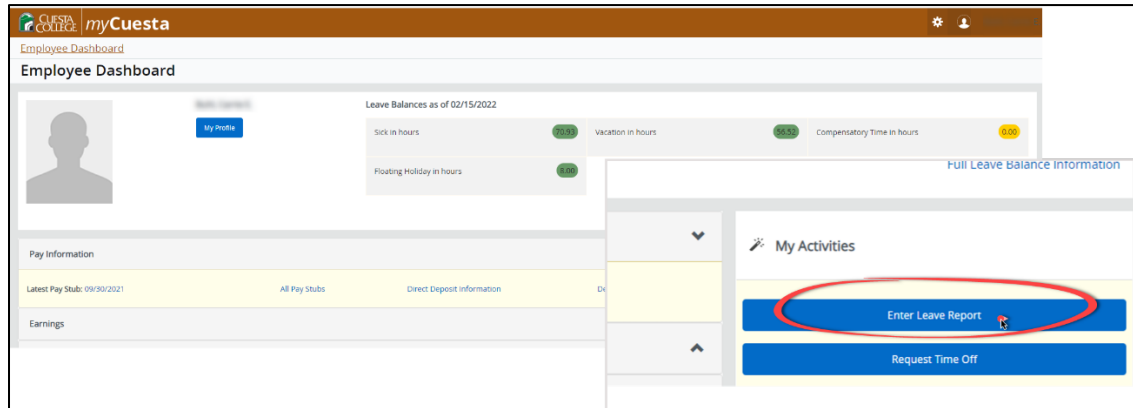 CUESTA COLLEGE myCuesta
Employee Dashboard
Employee Dashboard
My Profile
Leave Balances as of 02/15/2022
Sick in hours 70.93 Vacation in hours 56.52 Compensatory Time in hours 0.00
Floating Holiday in hours 8.00
Full Leave Balance Information
Pay Information
Latest Pay Stub: 09/30/2021 All Pay Stubs Direct Deposit Information
Earnings
My Activities
Enter Leave Report
Request Time Off